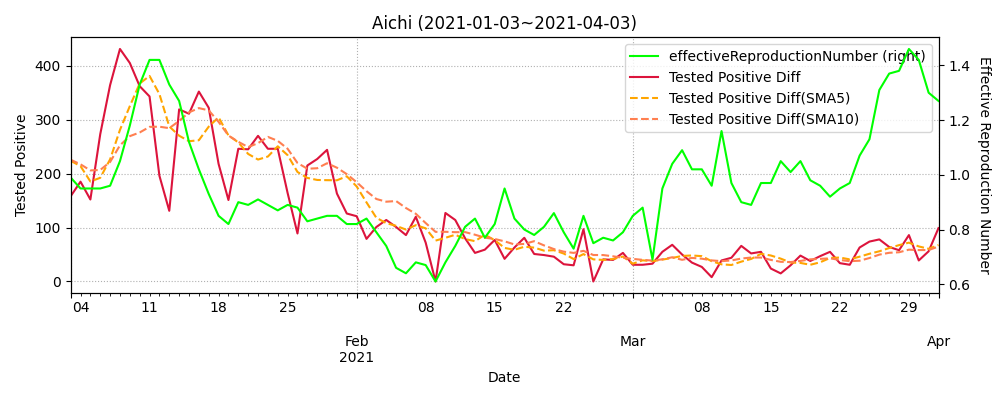 Aichi (2021-01-03~2021-04-03)
effectiveReproductionNumber (right)
Tested Positive Diff
Tested Positive Diff(SMA5)
Tested Positive Diff(SMA10)
Tested Positive
400
300
200
100
0
1.4
1.2
1.0
0.8
0.6
Effective Reproduction Number
04 11 18 25 08 15 22 08 15 22 29
Feb Mar Apr
2021
Date